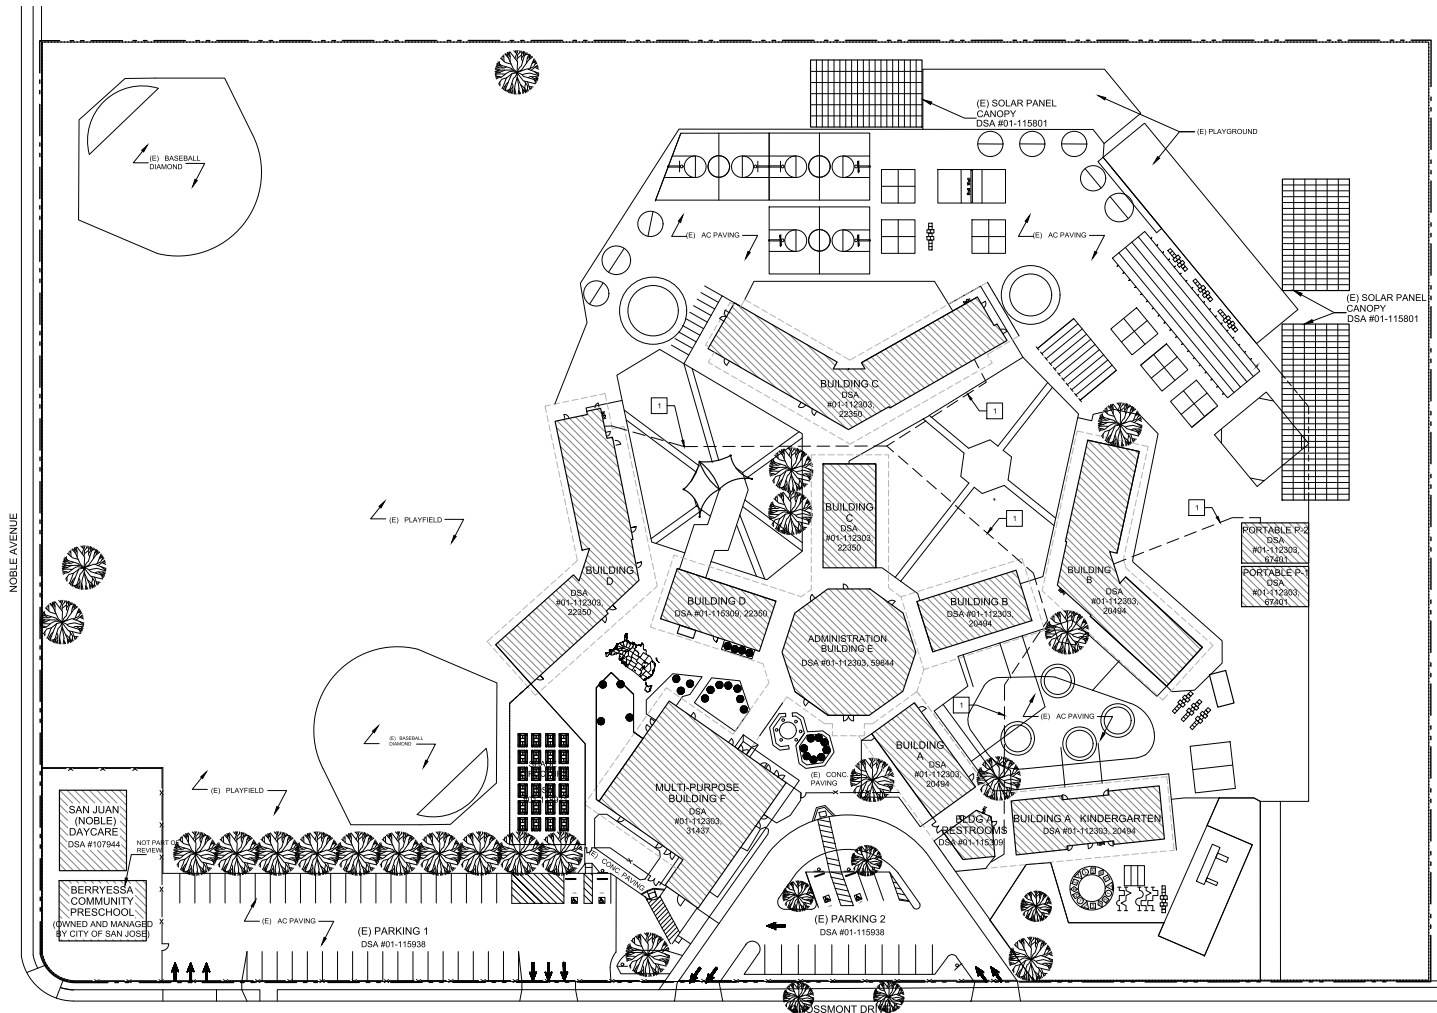 (E) SOLAR PANEL
CANOPY
DSA #01-115801
(E) PLAYGROUND
(E) BASEBALL
DIAMOND
(E) AC PAVING
(E) AC PAVING
(E) SOLAR PANEL
CANOPY
DSA #01-115801
BUILDING C
DSA
#01-112303,
22350
1
1
NOBLE AVENUE
(E) PLAYFIELD
BUILDING
C
DSA
#01-112303,
22350
1
1
PORTABLE P-2
DSA
#01-112303,
67401
PORTABLE P-1
DSA
#01-112303,
67401
BUILDING
D
DSA
#01-112303,
22350
BUILDING D
DSA #01-115309, 22350
BUILDING B
DSA
#01-112303,
20494
BUILDING
B
DSA
#01-112303,
20494
ADMINISTRATION
BUILDING E
DSA #01-112303, 59844
1
(E) AC PAVING
(E) BASEBALL
DIAMOND
BUILDING
A
DSA
#01-112303,
20494
(E) CONC.
PAVING
(E) PLAYFIELD
MULTI-PURPOSE
BUILDING F
DSA
#01-112303,
31437
SAN JUAN
(NOBLE)
DAYCARE
DSA #107944
NOT PART OF
REVIEW
BLDG A
RESTROOMS
DSA #01-115309
BUILDING A KINDERGARTEN
DSA #01-112303, 20494
(E) CONC. PAVING
BERRYESSA
COMMUNITY
PRESCHOOL
(OWNED AND MANAGED
BY CITY OF SAN JOSE)
(E) AC PAVING
(E) PARKING 1
DSA #01-115938
(E) PARKING 2
DSA #01-115938
OSSMONT DRI